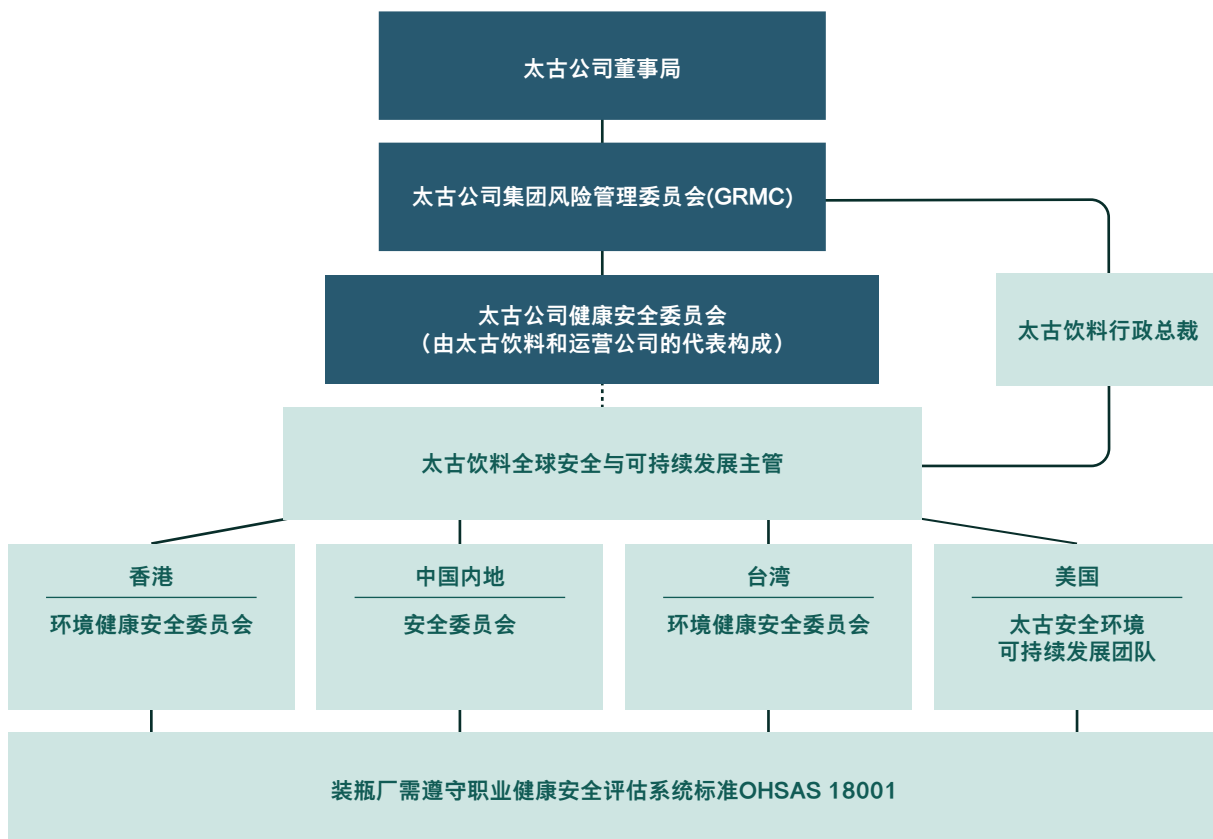 太古公司董事局
太古公司集团风险管理委员会(GRMC)
太古公司健康安全委员会
（由太古饮料和运营公司的代表构成）
太古饮料行政总裁
太古饮料全球安全与可持续发展主管
香港
环境健康安全委员会
中国内地
安全委员会
台湾
环境健康安全委员会
美国
太古安全环境
可持续发展团队
装瓶厂需遵守职业健康安全评估系统标准OHSAS 18001